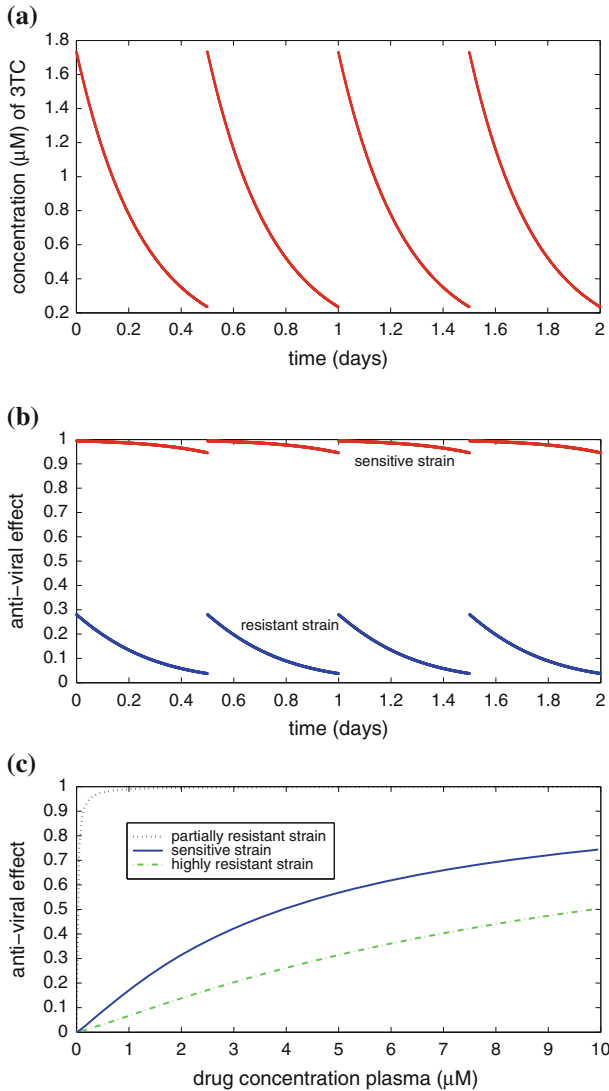 (a)
concentration (μM) of 3TC
1.8
1.6
1.4
1.2
1
0.8
0.6
0.4
0.2
0 0.2 0.4 0.6 0.8 1 1.2 1.4 1.6 1.8 2
time (days)
(b)
anti−viral effect
1
0.9
0.8
0.7
0.6
0.5
0.4
0.3
0.2
0.1
0
sensitive strain
resistant strain
0 0.2 0.4 0.6 0.8 1 1.2 1.4 1.6 1.8 2
time (days)
(c)
anti−viral effect
1
0.9
0.8
0.7
0.6
0.5
0.4
0.3
0.2
0.1
0
partially resistant strain
sensitive strain
highly resistant strain
0 1 2 3 4 5 6 7 8 9 10
drug concentration plasma (μM)